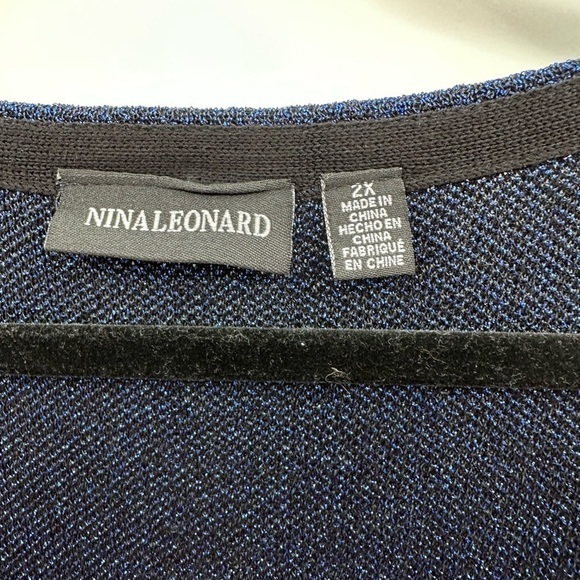 NINALEONARD
2X
MADE IN
CHINA
HECHO EN
CHINA
FABRIQUÉ
EN CHINE